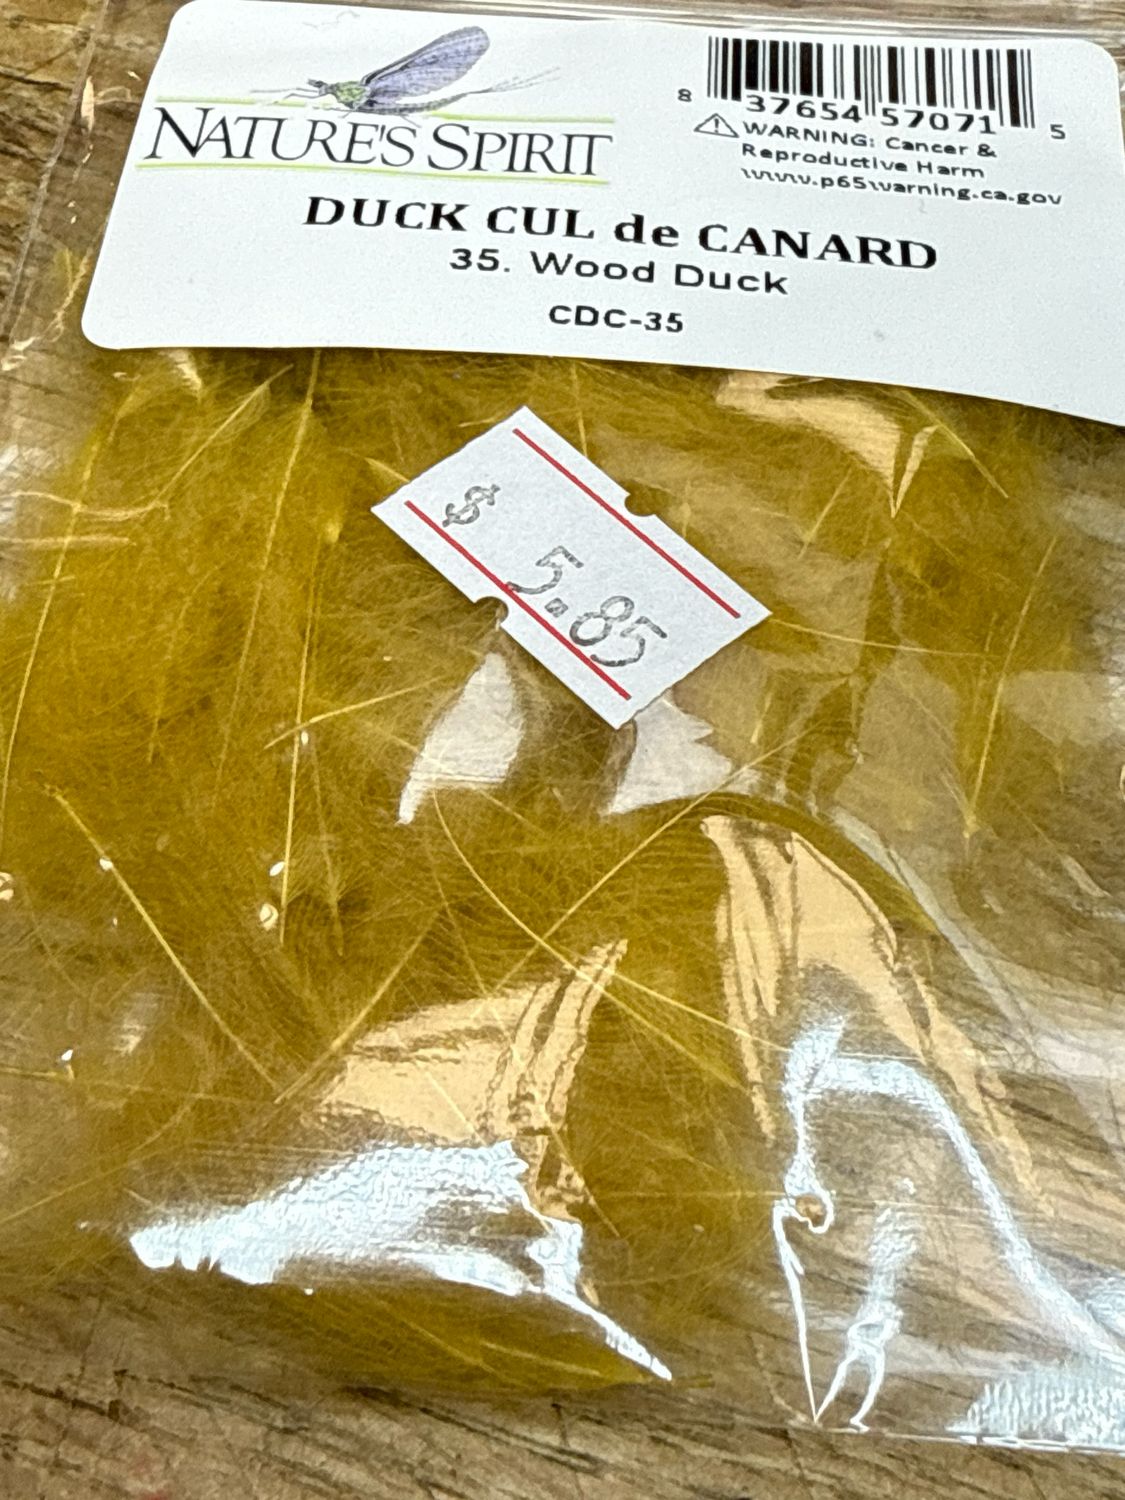 NATURE'S SPIRIT
8 37654 57071 5
WARNING: Cancer &
Reproductive Harm
www.p65warning.ca.gov
DUCK CUL de CANARD
35. Wood Duck
CDC-35
$ 5.85